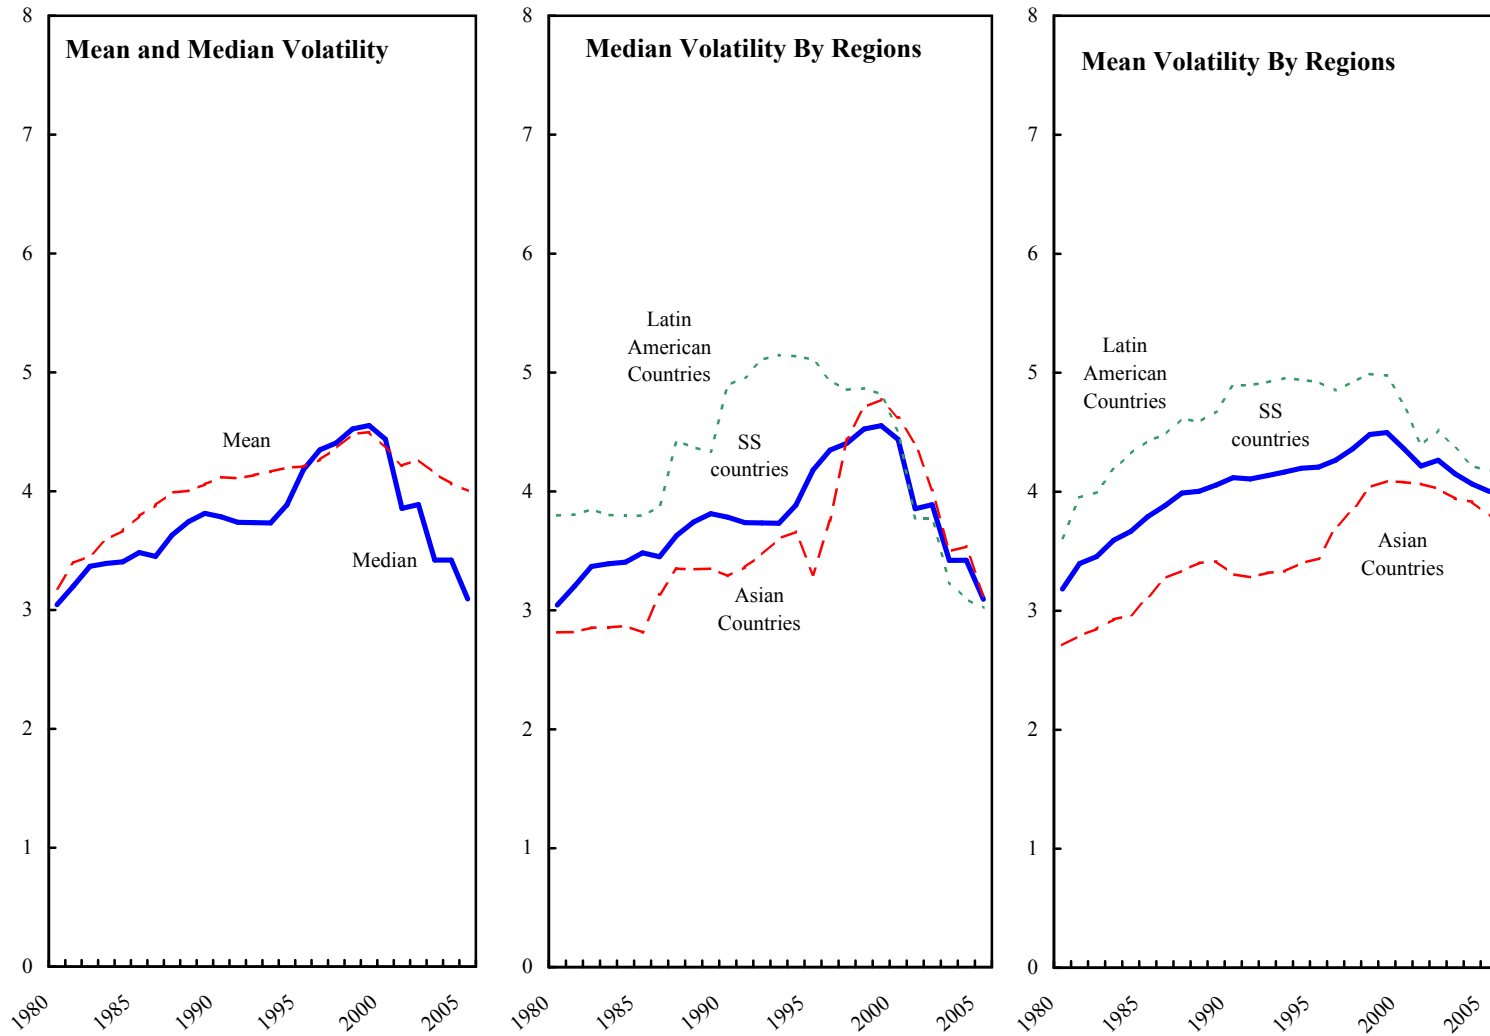 Mean and Median Volatility
8
7
6
5
4
3
2
1
0
Mean
Median
1980
1985
1990
1995
2000
2005
Median Volatility By Regions
8
7
6
5
4
3
2
1
0
Latin
American
Countries
SS
countries
Asian
Countries
1980
1985
1990
1995
2000
2005
Mean Volatility By Regions
8
7
6
5
4
3
2
1
0
Latin
American
Countries
SS
countries
Asian
Countries
1980
1985
1990
1995
2000
2005